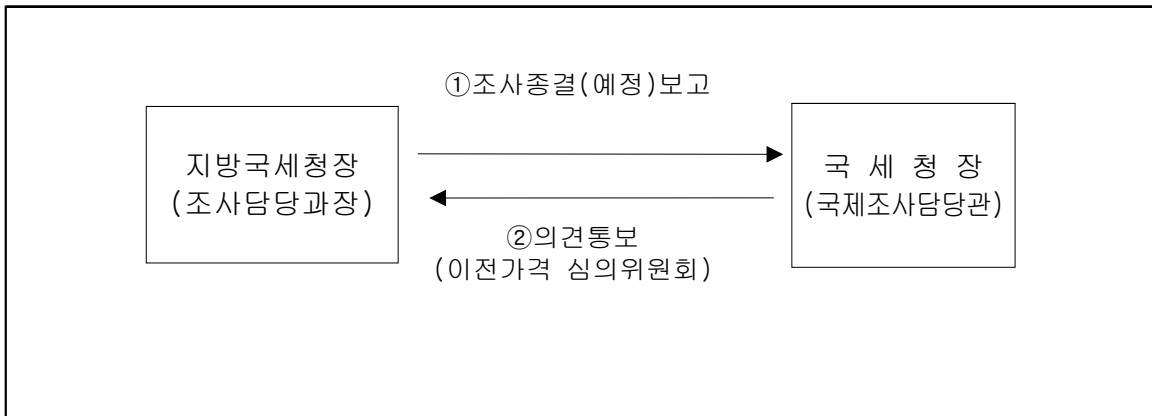 ①조사종결(예정)보고
지방국세청장
(조사담당과장)
국 세 청 장
(국제조사담당관)
②의견통보
(이전가격 심의위원회)